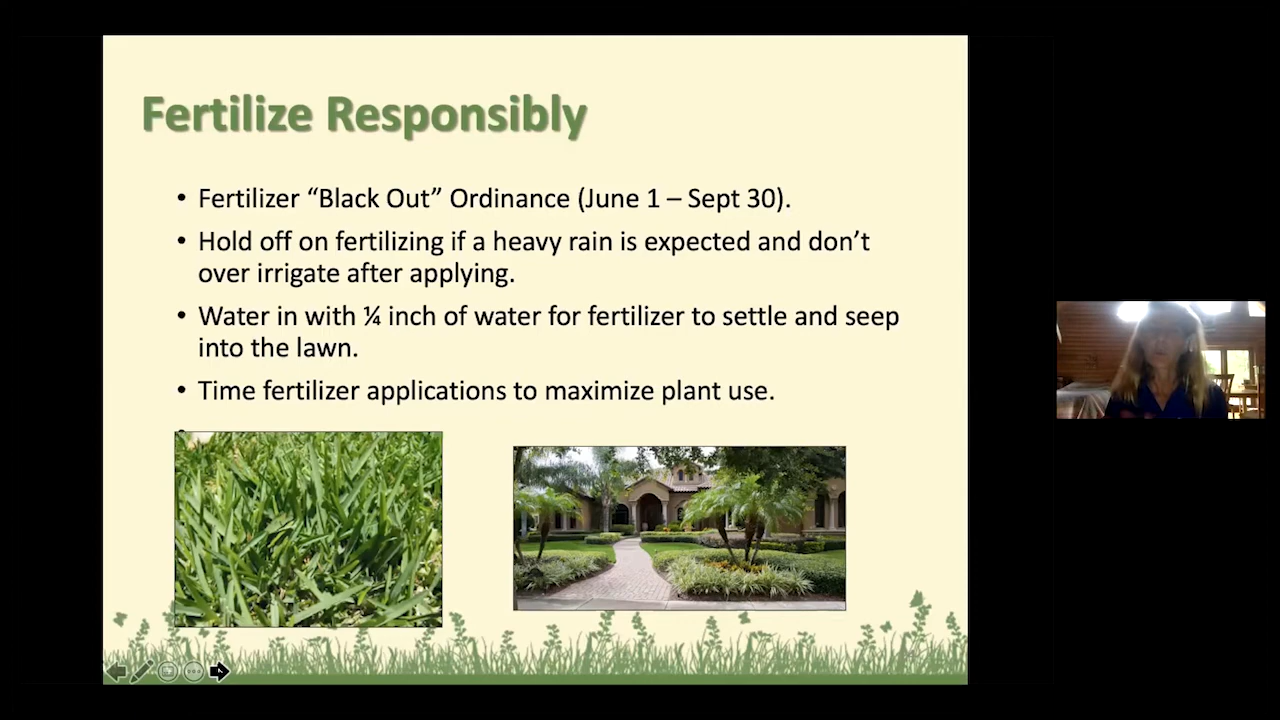 Fertilize Responsibly
• Fertilizer “Black Out” Ordinance (June 1 – Sept 30).
• Hold off on fertilizing if a heavy rain is expected and don’t
over irrigate after applying.
• Water in with ¼ inch of water for fertilizer to settle and seep
into the lawn.
• Time fertilizer applications to maximize plant use.